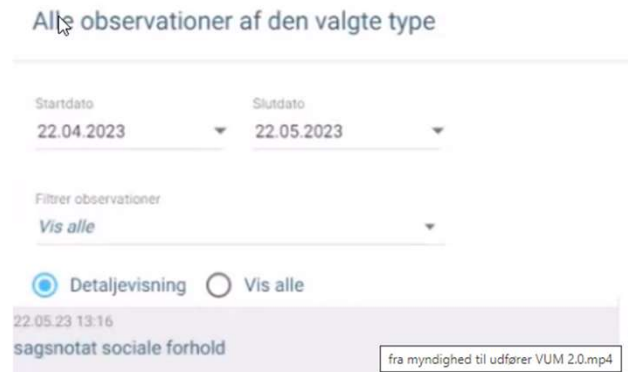 Alle observationer af den valgte type
Startdato
Slutdato
22.04.2023
22.05.2023
Filtrer observationer
Vis alle
Detaljevisning
Vis alle
22.05.23 13:16
sagsnotat sociale forhold
fra myndighed til udfører VUM 2.0.mp4